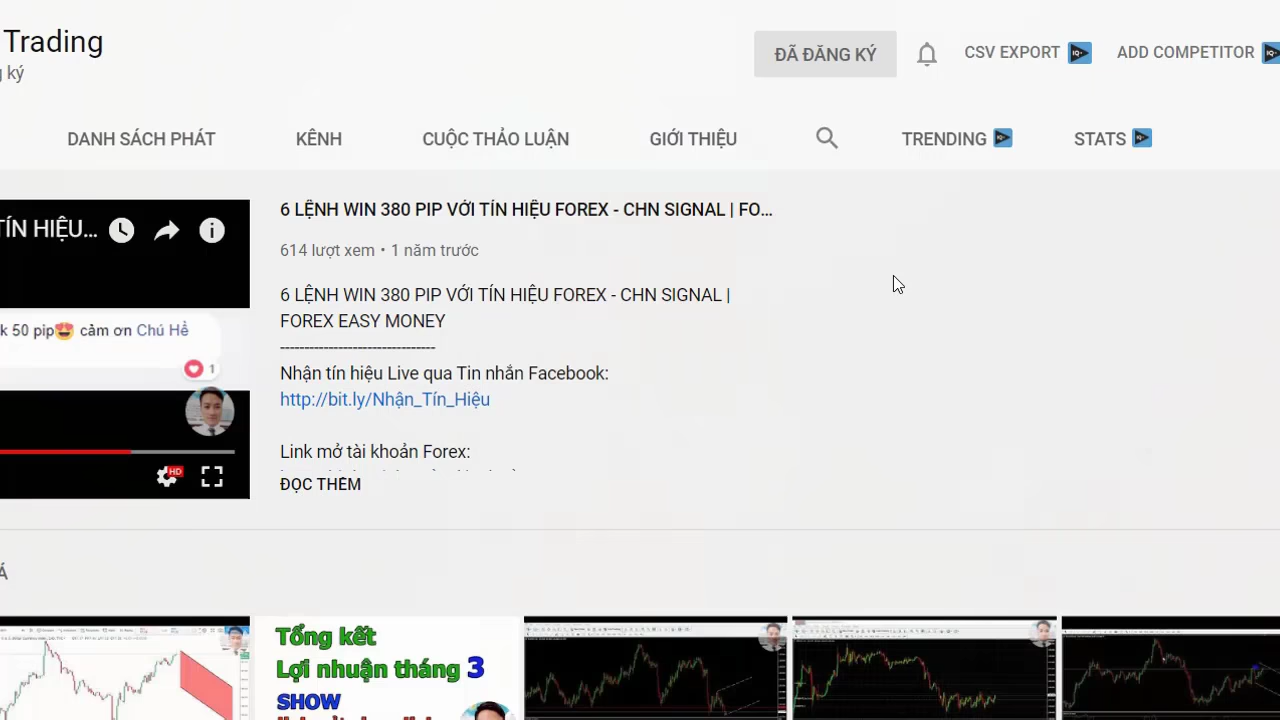 Trading
ĐÃ ĐĂNG KÝ
CSV EXPORT
ADD COMPETITOR
ký
DANH SÁCH PHÁT
KÊNH
CUỘC THẢO LUẬN
GIỚI THIỆU
TRENDING
STATS
TÍN HIỆU...
6 LỆNH WIN 380 PIP VỚI TÍN HIỆU FOREX - CHN SIGNAL | FO...
614 lượt xem • 1 năm trước
6 LỆNH WIN 380 PIP VỚI TÍN HIỆU FOREX - CHN SIGNAL |
FOREX EASY MONEY
--------------------------------
k 50 pip😍 cảm ơn Chú Hề
1
Nhận tín hiệu Live qua Tin nhắn Facebook:
http://bit.ly/Nhận_Tín_Hiệu
Link mở tài khoản Forex:
HD
ĐỌC THÊM
Tổng kết
Lợi nhuận tháng 3
SHOW